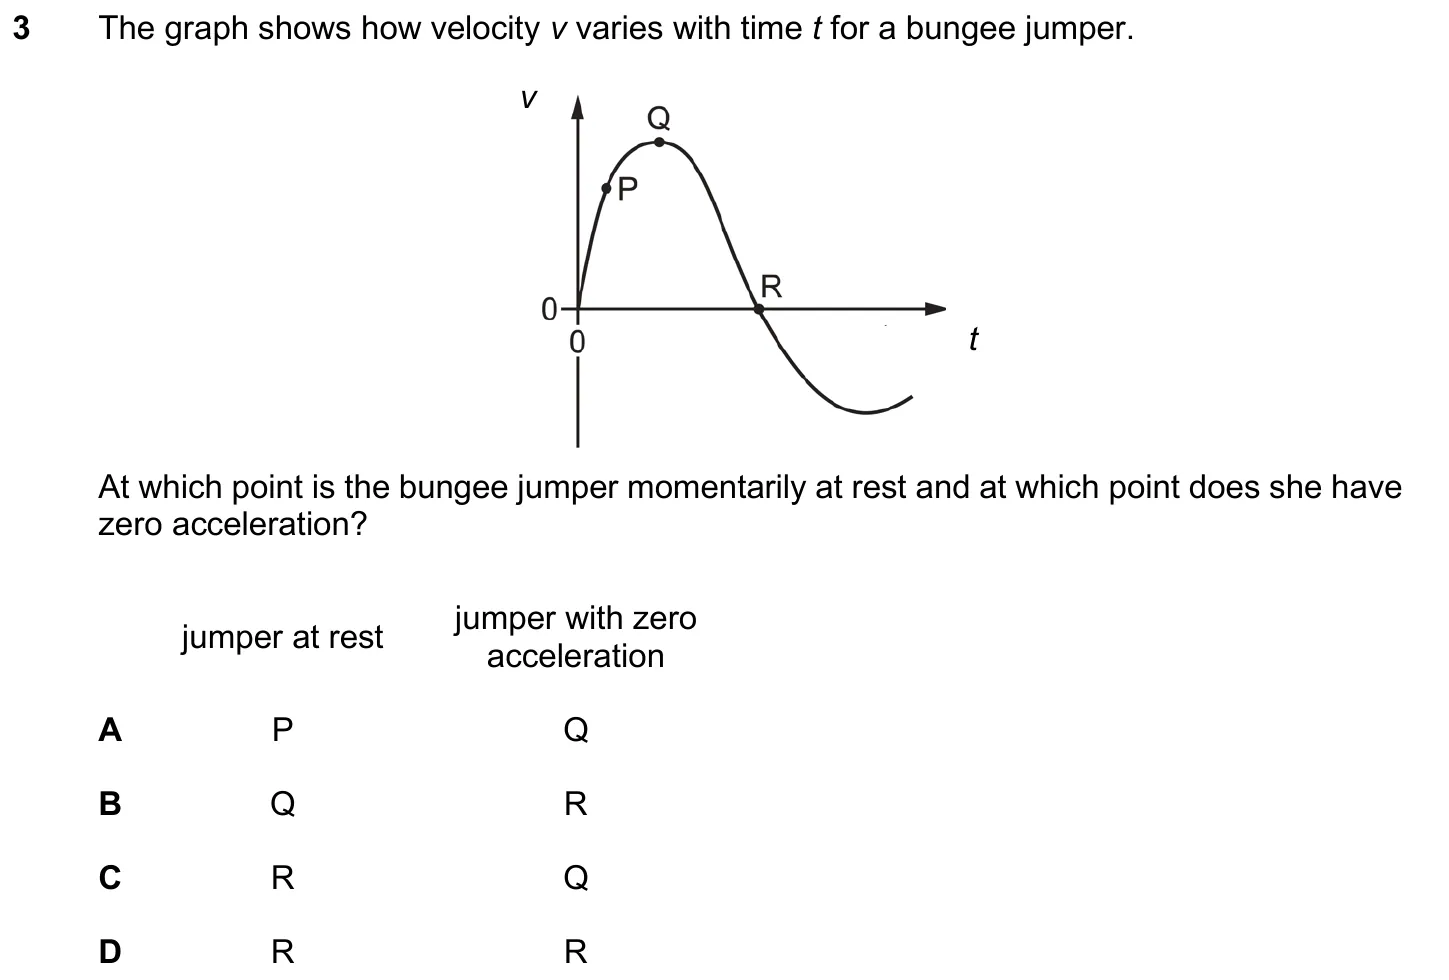 3 The graph shows how velocity v varies with time t for a bungee jumper.
v
Q
P
R
0
0
t
At which point is the bungee jumper momentarily at rest and at which point does she have
zero acceleration?
jumper at rest
jumper with zero
acceleration
A P Q
B Q R
C R Q
D R R